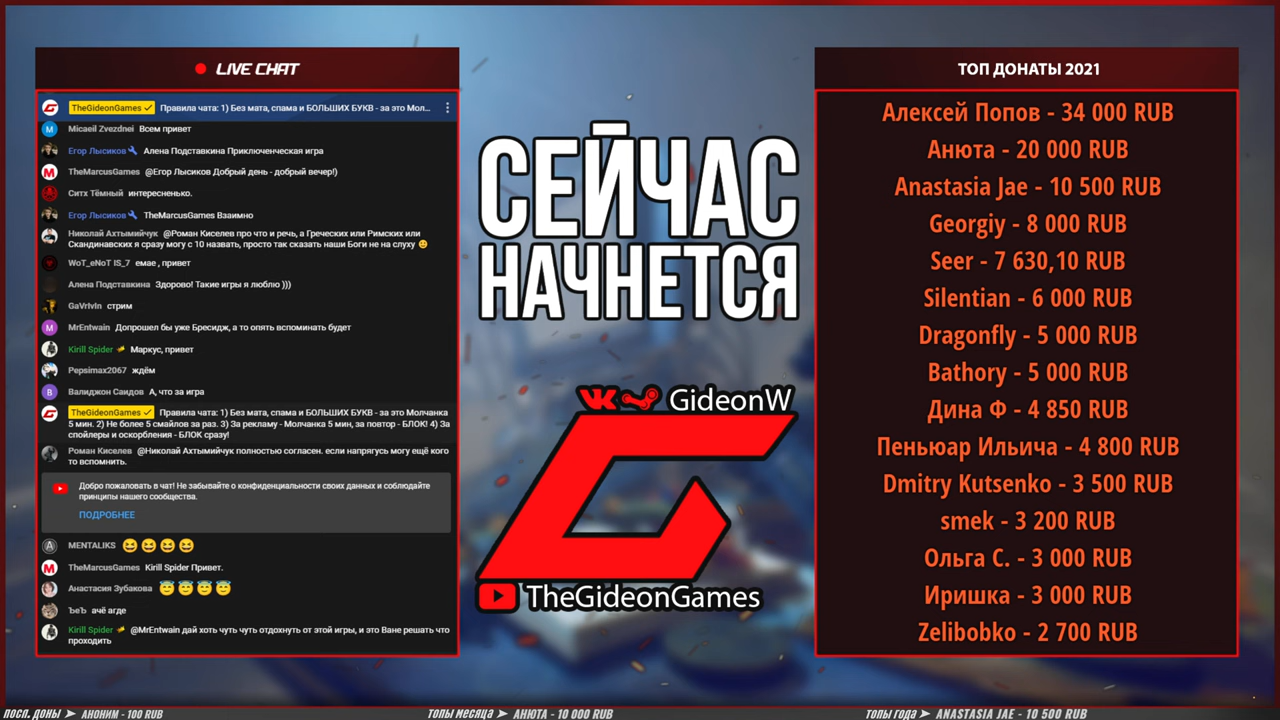 LIVE CHAT
TheGideonGames Правила чата: 1) Без мата, спама и БОЛЬШИХ БУКВ - за это Мол...
Micaeil Zvezdnei Всем привет
Егор Лысиков Алена Подставкина Приключенческая игра
TheMarcusGames @Егор Лысиков Добрый день - добрый вечер!)
Ситх Тёмный интересненько.
Егор Лысиков TheMarcusGames Взаимно
Николай Ахтымийчук @Роман Киселев про что и речь, а Греческих или Римских или
Скандинавских я сразу могу с 10 назвать, просто так сказать наши Боги не на слуху
WoT_eNoT IS_7 емае , привет
Алена Подставкина Здорово! Такие игры я люблю )))
GaVrIvIn стрим
MrEntwain Допрошел бы уже Бресидж, а то опять вспоминать будет
Kirill Spider Маркус, привет
Pepsimax2067 ждём
Валиджон Саидов А, что за игра
TheGideonGames Правила чата: 1) Без мата, спама и БОЛЬШИХ БУКВ - за это Молчанка
5 мин. 2) Не более 5 смайлов за раз. 3) За рекламу - Молчанка 5 мин, за повтор - БЛОК! 4) За
спойлеры и оскорбления - БЛОК сразу!
Роман Киселев @Николай Ахтымийчук полностью согласен. если напрягусь могу ещё кого
то вспомнить.
Добро пожаловать в чат! Не забывайте о конфиденциальности своих данных и соблюдайте
принципы нашего сообщества.
ПОДРОБНЕЕ
MENTALIKS
TheMarcusGames Kirill Spider Привет.
Анастасия Зубакова
ЪеЪ ачё агде
Kirill Spider @MrEntwain дай хоть чуть чуть отдохнуть от этой игры, и это Ване решать что
проходить
СЕЙЧАС
НАЧНЕТСЯ
GideonW
TheGideonGames
ТОП ДОНАТЫ 2021
Алексей Попов - 34 000 RUB
Анюта - 20 000 RUB
Anastasia Jae - 10 500 RUB
Georgiy - 8 000 RUB
Seer - 7 630,10 RUB
Silentian - 6 000 RUB
Dragonfly - 5 000 RUB
Bathory - 5 000 RUB
Дина Ф - 4 850 RUB
Пеньюар Ильича - 4 800 RUB
Dmitry Kutsenko - 3 500 RUB
smek - 3 200 RUB
Ольга С. - 3 000 RUB
Иришка - 3 000 RUB
Zelibobko - 2 700 RUB
ПОСЛ. ДОНЫ ➤ АНОНИМ - 100 RUB
ТОПЫ МЕСЯЦА ➤ АНЮТА - 10 000 RUB
ТОПЫ ГОДА ➤ ANASTASIA JAE - 10 500 RUB